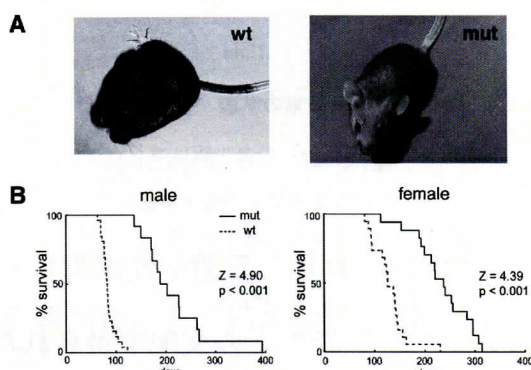 A
wt
mut
B
male
female
100
50
0
% survival
mut
wt
Z = 4.90
p < 0.001
0
100
200
300
400
100
50
0
% survival
Z = 4.39
p < 0.001
0
100
200
300
400